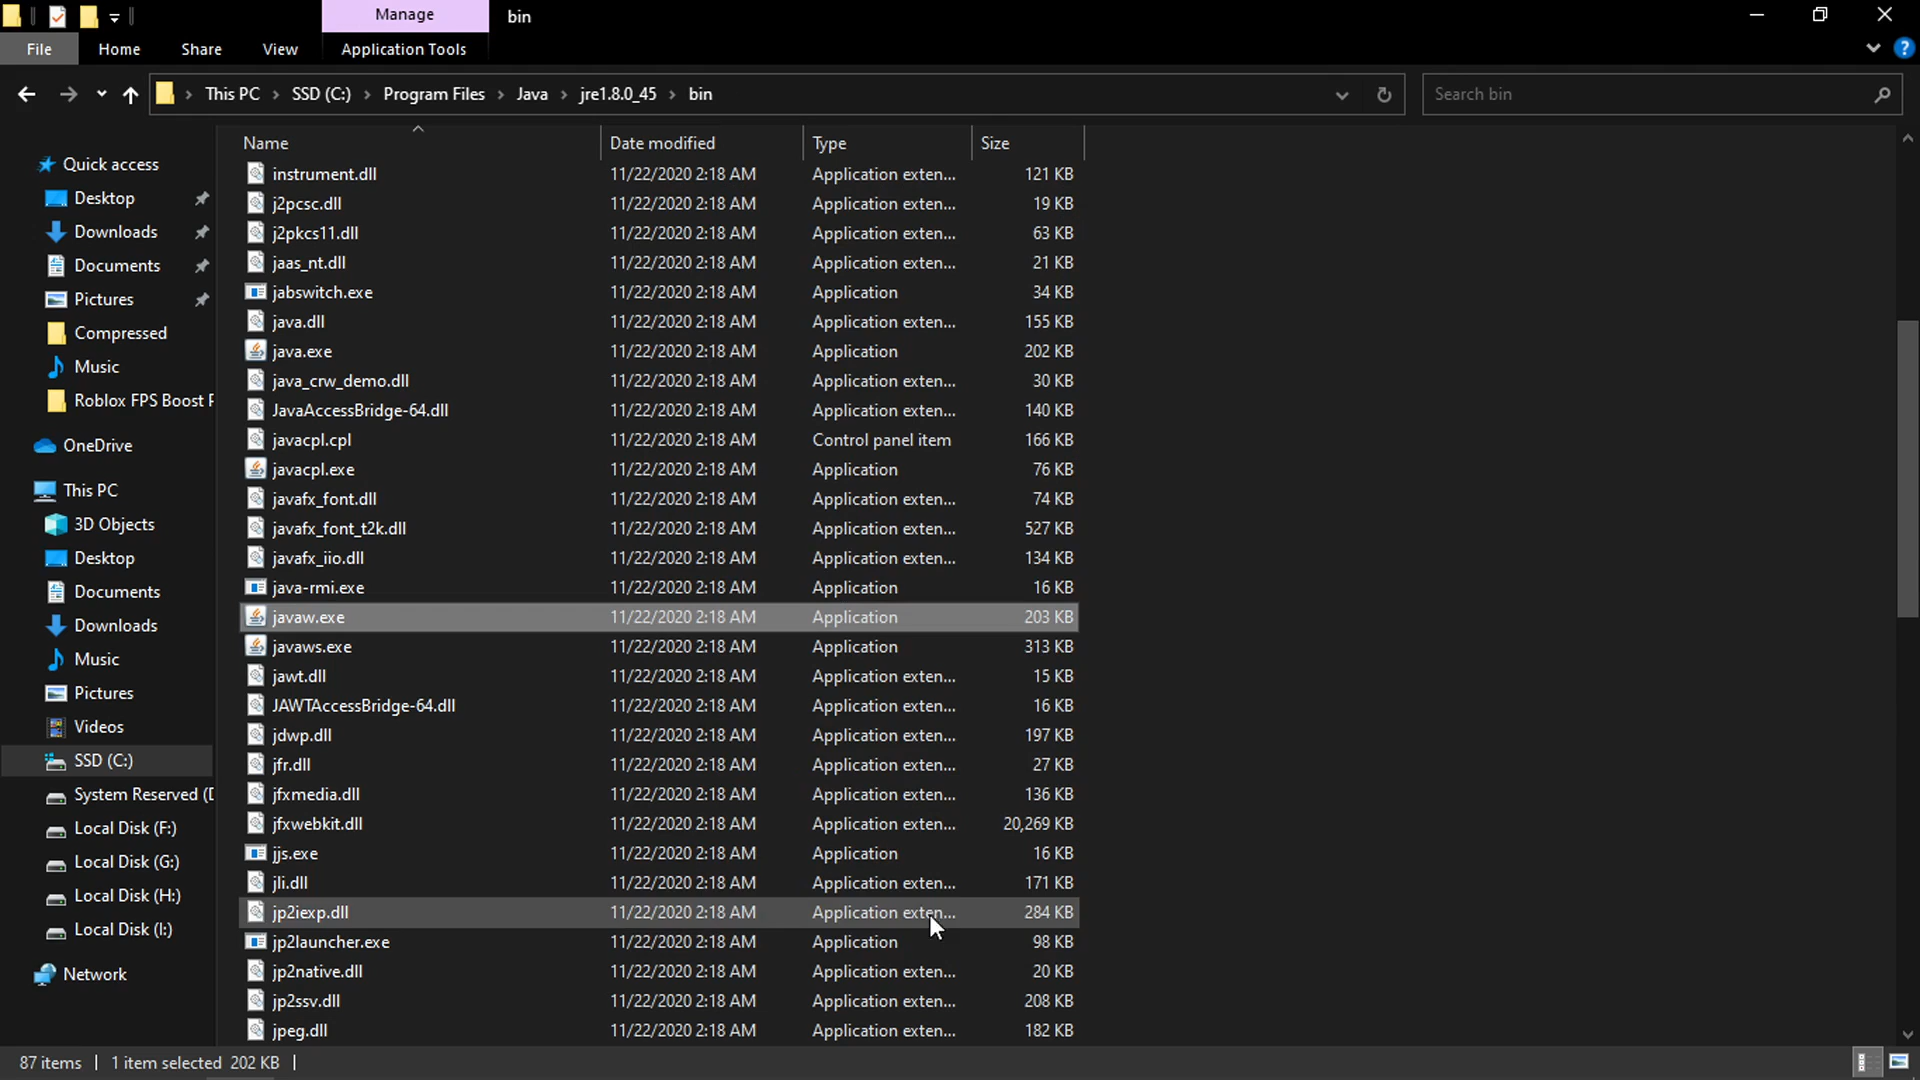 Manage
bin
File
Home
Share
View
Application Tools
This PC
SSD (C:)
Program Files
Java
jre1.8.0_45
bin
Search bin
Name
Date modified
Type
Size
Quick access
Desktop
Downloads
Documents
Pictures
Compressed
Music
Roblox FPS Boost P
OneDrive
This PC
3D Objects
Desktop
Documents
Downloads
Music
Pictures
Videos
SSD (C:)
System Reserved (D
Local Disk (F:)
Local Disk (G:)
Local Disk (H:)
Local Disk (I:)
Network
instrument.dll 11/22/2020 2:18 AM Application exten... 121 KB
j2pcsc.dll 11/22/2020 2:18 AM Application exten... 19 KB
j2pkcs11.dll 11/22/2020 2:18 AM Application exten... 63 KB
jaas_nt.dll 11/22/2020 2:18 AM Application exten... 21 KB
jabswitch.exe 11/22/2020 2:18 AM Application 34 KB
java.dll 11/22/2020 2:18 AM Application exten... 155 KB
java.exe 11/22/2020 2:18 AM Application 202 KB
java_crw_demo.dll 11/22/2020 2:18 AM Application exten... 30 KB
JavaAccessBridge-64.dll 11/22/2020 2:18 AM Application exten... 140 KB
javacpl.cpl 11/22/2020 2:18 AM Control panel item 166 KB
javacpl.exe 11/22/2020 2:18 AM Application 76 KB
javafx_font.dll 11/22/2020 2:18 AM Application exten... 74 KB
javafx_font_t2k.dll 11/22/2020 2:18 AM Application exten... 527 KB
javafx_iio.dll 11/22/2020 2:18 AM Application exten... 134 KB
java-rmi.exe 11/22/2020 2:18 AM Application 16 KB
javaw.exe 11/22/2020 2:18 AM Application 203 KB
javaws.exe 11/22/2020 2:18 AM Application 313 KB
jawt.dll 11/22/2020 2:18 AM Application exten... 15 KB
JAWTAccessBridge-64.dll 11/22/2020 2:18 AM Application exten... 16 KB
jdwp.dll 11/22/2020 2:18 AM Application exten... 197 KB
jfr.dll 11/22/2020 2:18 AM Application exten... 27 KB
jfxmedia.dll 11/22/2020 2:18 AM Application exten... 136 KB
jfxwebkit.dll 11/22/2020 2:18 AM Application exten... 20,269 KB
jjs.exe 11/22/2020 2:18 AM Application 16 KB
jli.dll 11/22/2020 2:18 AM Application exten... 171 KB
jp2iexp.dll 11/22/2020 2:18 AM Application exten... 284 KB
jp2launcher.exe 11/22/2020 2:18 AM Application 98 KB
jp2native.dll 11/22/2020 2:18 AM Application exten... 20 KB
jp2ssv.dll 11/22/2020 2:18 AM Application exten... 208 KB
jpeg.dll 11/22/2020 2:18 AM Application exten... 182 KB
87 items
1 item selected 202 KB